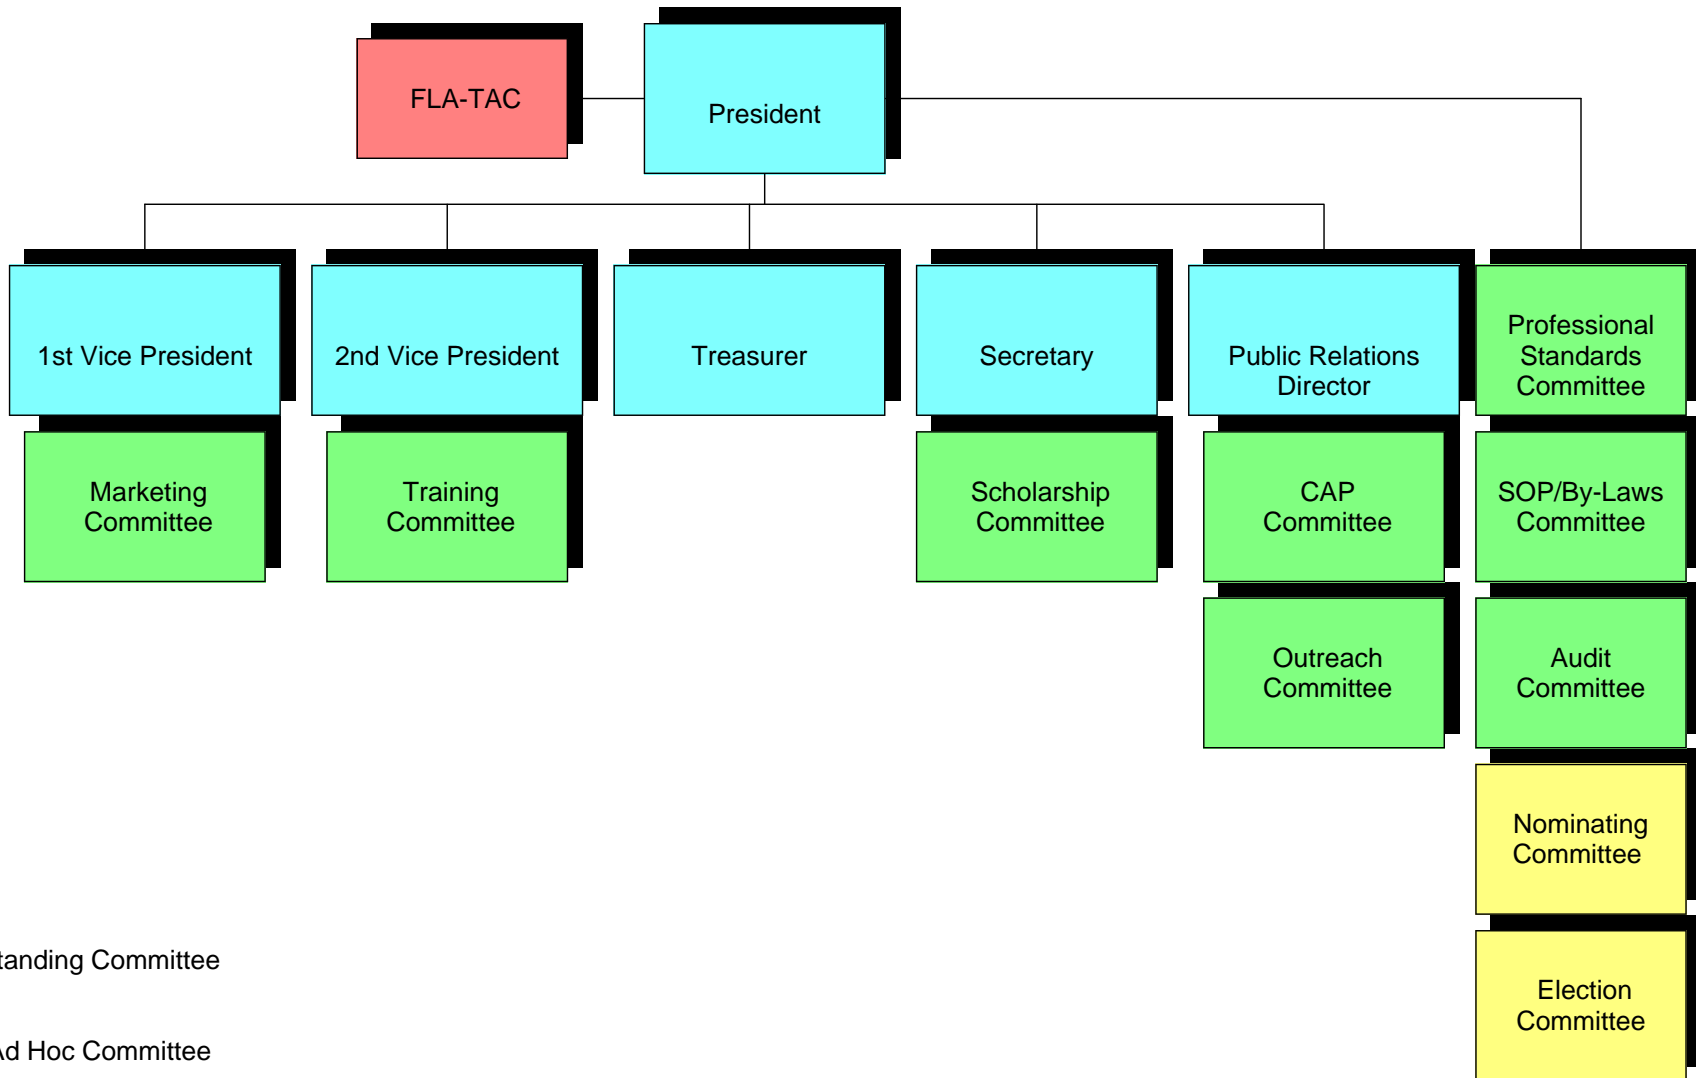 FLA-TAC
President
1st Vice President
2nd Vice President
Treasurer
Secretary
Public Relations
Director
Professional
Standards
Committee
Marketing
Committee
Training
Committee
Scholarship
Committee
CAP
Committee
SOP/By-Laws
Committee
Outreach
Committee
Audit
Committee
Nominating
Committee
Election
Committee
tanding Committee
Ad Hoc Committee